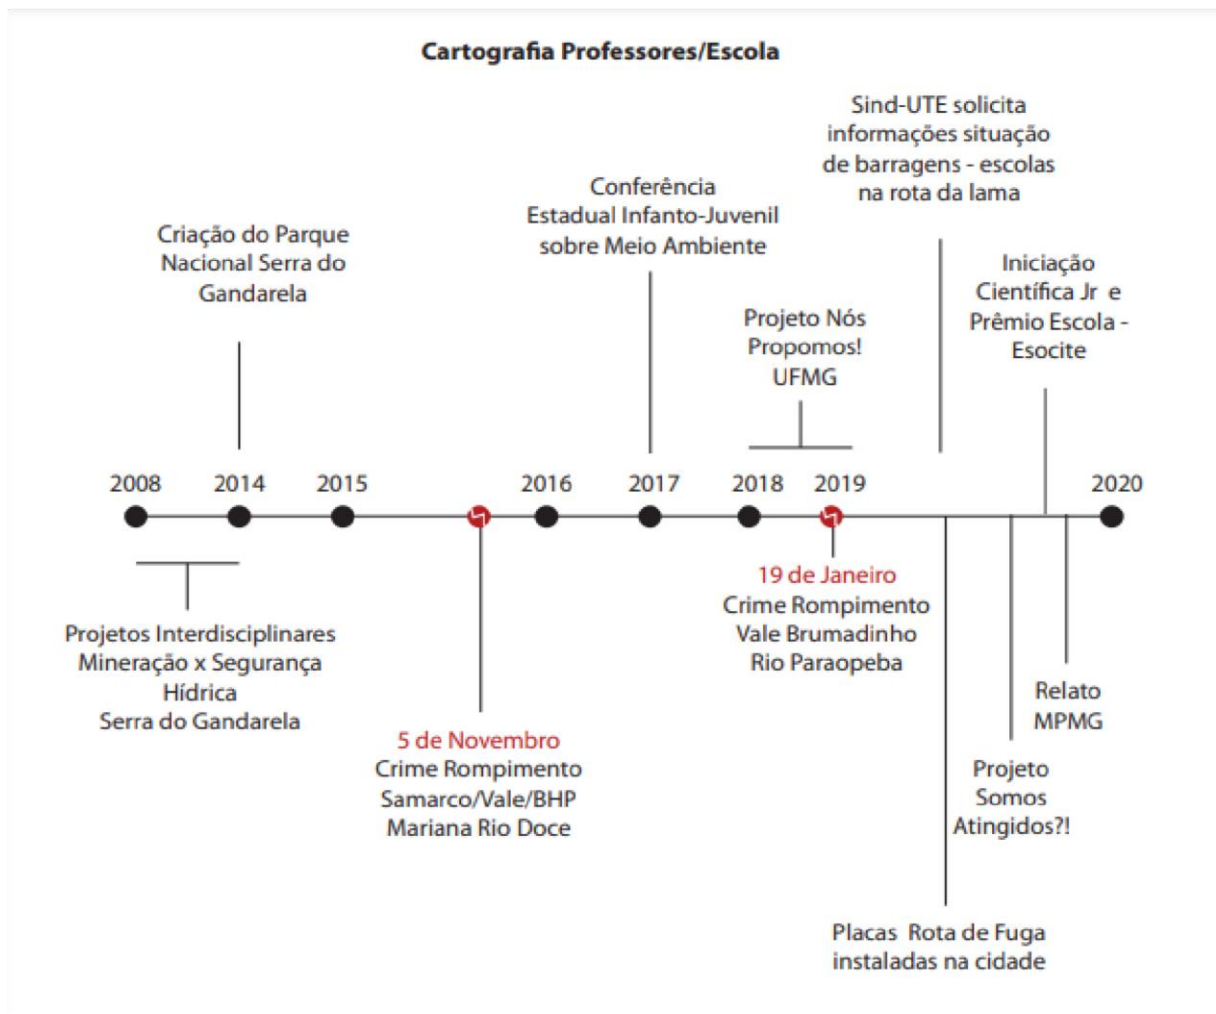 Cartografia Professores/Escola
Sind-UTE solicita
informações situação
de barragens - escolas
na rota da lama
Conferência
Estadual Infanto-Juvenil
sobre Meio Ambiente
Criação do Parque
Nacional Serra do
Gandarela
Iniciação
Científica Jr e
Prêmio Escola -
Esocite
Projeto Nós
Propomos!
UFMG
2008 2014 2015 2016 2017 2018 2019 2020
19 de Janeiro
Crime Rompimento
Vale Brumadinho
Rio Paraopeba
Projetos Interdisciplinares
Mineração x Segurança
Hídrica
Serra do Gandarela
Relato
MPMG
5 de Novembro
Crime Rompimento
Samarco/Vale/BHP
Mariana Rio Doce
Projeto
Somos
Atingidos?!
Placas Rota de Fuga
instaladas na cidade